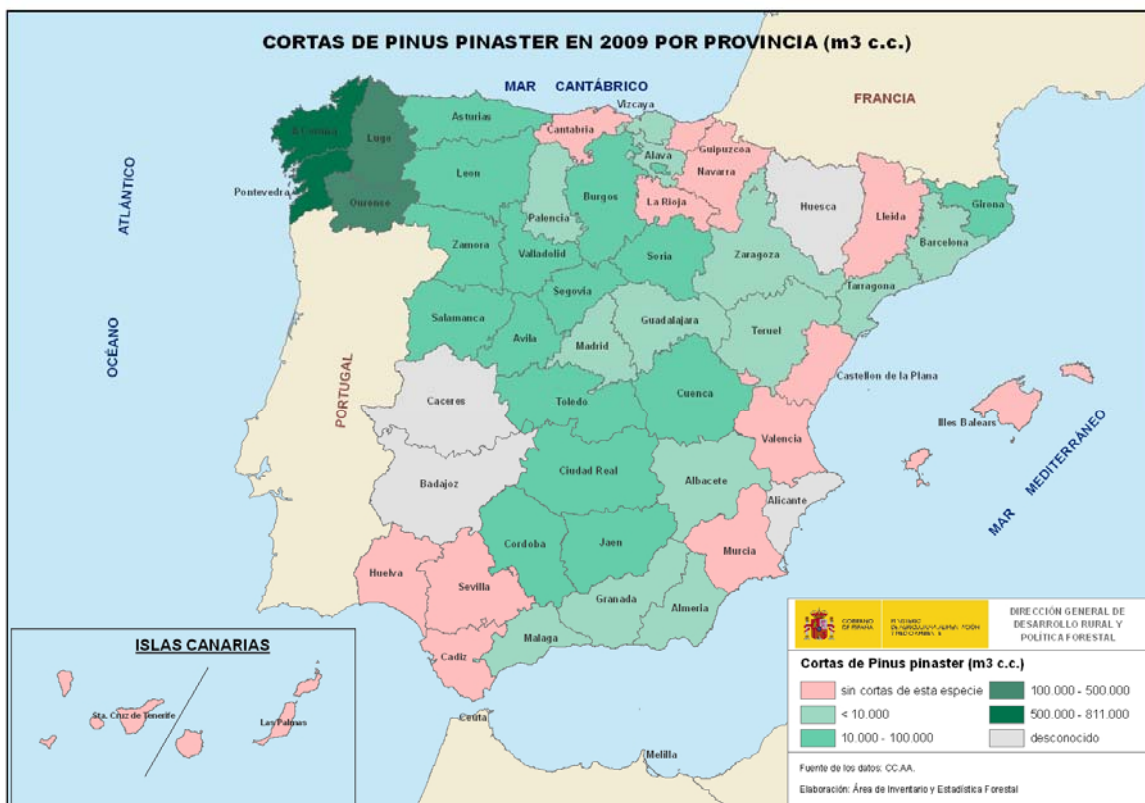 CORTAS DE PINUS PINASTER EN 2009 POR PROVINCIA (m3 c.c.)
MAR CANTÁBRICO
FRANCIA
Vizcaya
Asturias
Cantabria
A Coruña
Lugo
Guipuzcoa
Alava
Navarra
Leon
Burgos
Pontevedra
Ourense
Palencia
La Rioja
Huesca
Lleida
Girona
Barcelona
ATLÁNTICO
Zamora
Valladolid
Soria
Zaragoza
Tarragona
Segovia
Salamanca
Avila
Guadalajara
Madrid
Teruel
OCÉANO
PORTUGAL
Castellon de la Plana
Caceres
Toledo
Cuenca
Illes Balears
Valencia
MAR MEDITERRÁNEO
Ciudad Real
Badajoz
Albacete
Alicante
Cordoba
Jaen
Murcia
Huelva
Sevilla
Granada
Almeria
Malaga
Cadiz
ISLAS CANARIAS
Sta. Cruz de Tenerife
Las Palmas
Ceuta
Melilla
GOBIERNO
DE ESPAÑA
DIRECCIÓN GENERAL DE
DESARROLLO RURAL Y
POLÍTICA FORESTAL
Cortas de Pinus pinaster (m3 c.c.)
sin cortas de esta especie
< 10.000
10.000 - 100.000
100.000 - 500.000
500.000 - 811.000
desconocido
Fuente de los datos: CC.AA.
Elaboración: Área de Inventario y Estadística Forestal